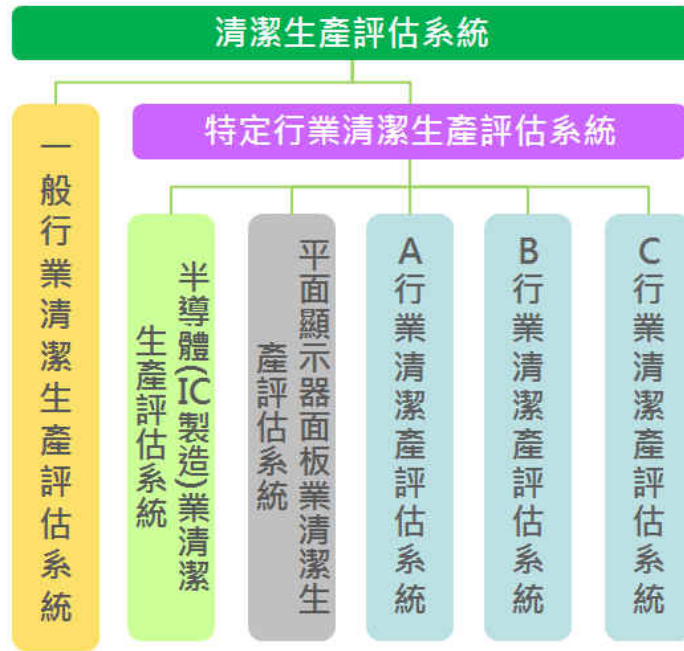 清潔生產評估系統
特定行業清潔生產評估系統
一般行業清潔生產評估系統
半導體(IC製造)業清潔
生產評估系統
平面顯示器面板業清潔生
產評估系統
A行業清潔產評估系統
B行業清潔產評估系統
C行業清潔產評估系統